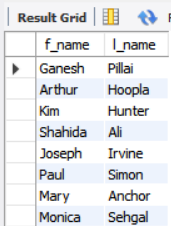 Result Grid
f_name l_name
Ganesh Pillai
Arthur Hoopla
Kim Hunter
Shahida Ali
Joseph Irvine
Paul Simon
Mary Anchor
Monica Sehgal